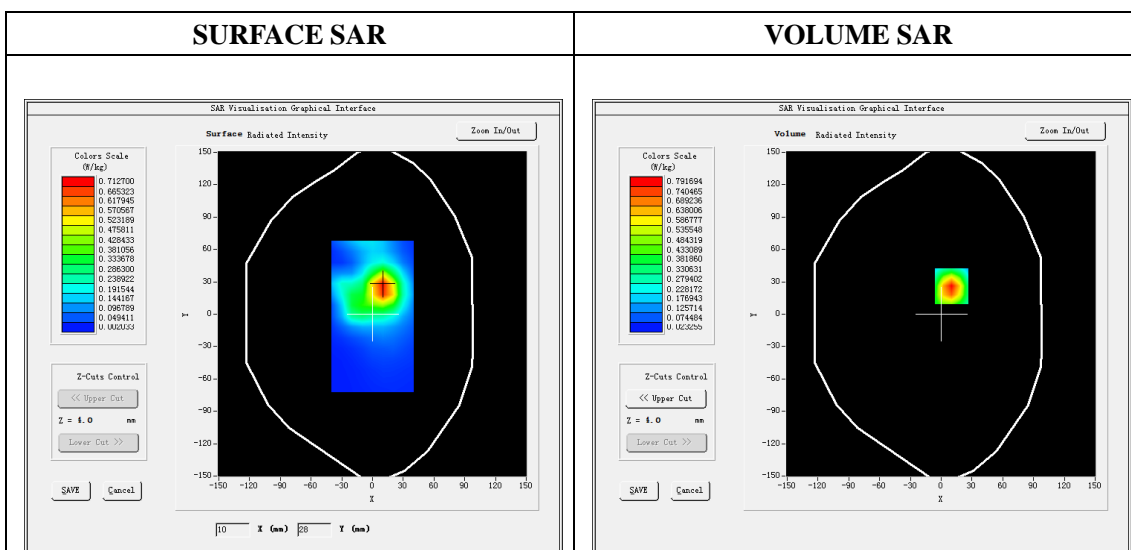 SURFACE SAR
VOLUME SAR
SAR Visualisation Graphical Interface
Surface Radiated Intensity
Zoom In/Out
Colors Scale
(W/kg)
0.712700
0.665323
0.617945
0.570567
0.523189
0.475811
0.428433
0.381056
0.333678
0.286300
0.238922
0.191544
0.144167
0.096789
0.049411
0.002033
Z-Cuts Control
<< Upper Cut
Z = 4.0 mm
Lower Cut >>
SAVE
Cancel
150
120
90
60
30
0
-30
-60
-90
-120
-150
Y
-150 -120 -90 -60 -30 0 30 60 90 120 150
X
10 X (mm) 28 Y (mm)
SAR Visualisation Graphical Interface
Volume Radiated Intensity
Zoom In/Out
Colors Scale
(W/kg)
0.791694
0.740465
0.689236
0.638006
0.586777
0.535548
0.484319
0.433089
0.381860
0.330631
0.279402
0.228172
0.176943
0.125714
0.074484
0.023255
Z-Cuts Control
<< Upper Cut
Z = 4.0 mm
Lower Cut >>
SAVE
Cancel
150
120
90
60
30
0
-30
-60
-90
-120
-150
Y
-150 -120 -90 -60 -30 0 30 60 90 120 150
X